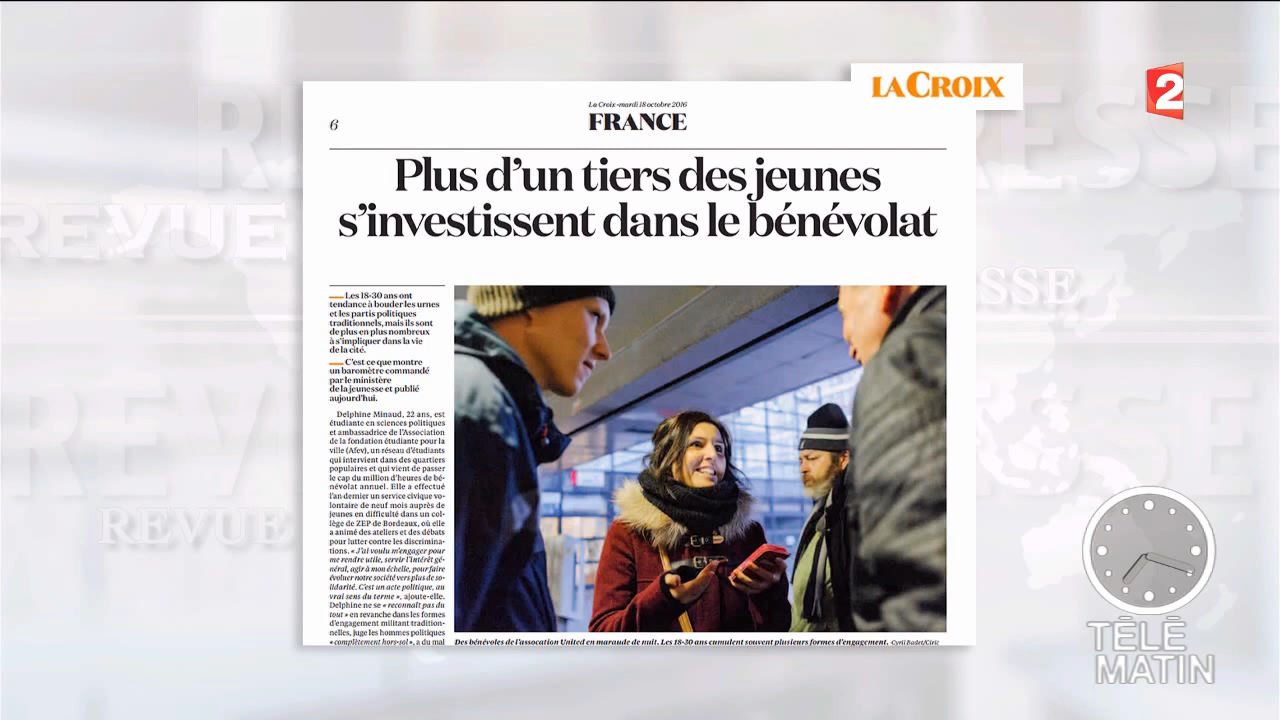 LA CROIX
2
La Croix -mardi 18 octobre 2016
6
FRANCE
Plus d'un tiers des jeunes
s'investissent dans le bénévolat
Les 18-30 ans ont
tendance à bouder les urnes
et les partis politiques
traditionnels, mais ils sont
de plus en plus nombreux
à s'impliquer dans la vie
de la cité.
C'est ce que montre
un baromètre commandé
par le ministère
de la jeunesse et publié
aujourd'hui.
Delphine Minaud, 22 ans, est
étudiante en sciences politiques
et ambassadrice de l'Association
de la fondation étudiante pour la
ville (Afev), un réseau d'étudiants
qui intervient dans des quartiers
populaires et qui vient de passer
le cap du million d'heures de bé-
névolat annuel. Elle a effectué
l'an dernier un service civique vo-
lontaire de neuf mois auprès de
jeunes en difficulté dans un col-
lège de ZEP de Bordeaux, où elle
a animé des ateliers et des débats
pour lutter contre les discrimina-
tions. « J'ai voulu m'engager pour
me rendre utile, servir l'intérêt gé-
néral, agir à mon échelle, pour faire
évoluer notre société vers plus de so-
lidarité. C'est un acte politique, au
vrai sens du terme », ajoute-elle.
Delphine ne se « reconnaît pas du
tout » en revanche dans les formes
d'engagement militant tradition-
nelles, juge les hommes politiques
« complètement hors-sol », a du mal
Des bénévoles de l'assocation United en maraude de nuit. Les 18-30 ans cumulent souvent plusieurs formes d'engagement. Cyril Badet/Ciric
REVUE
PRESSE
REVUE
TÉLÉ
MATIN